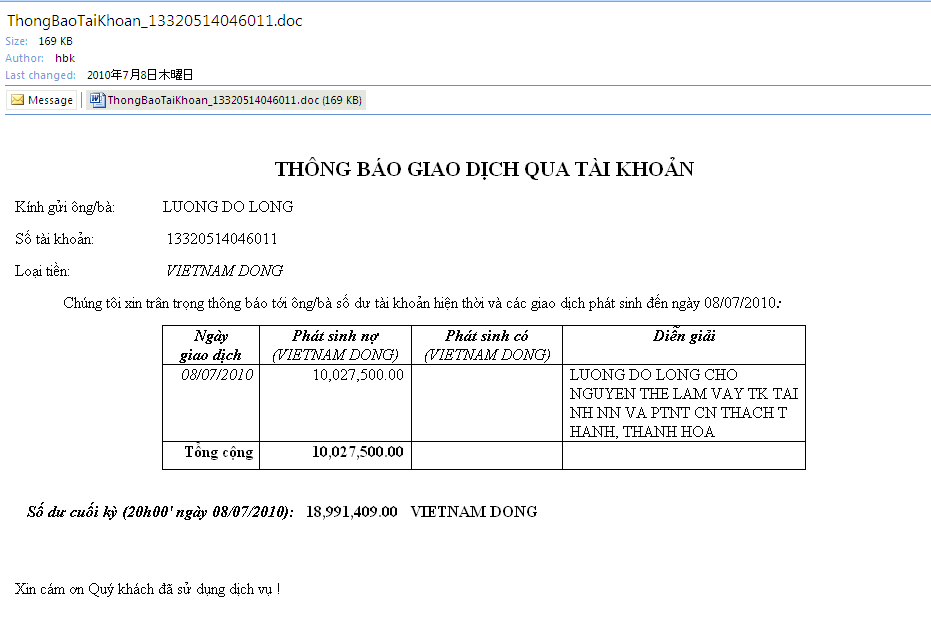 ThongBaoTaiKhoan_13320514046011.doc
Size: 169 KB
Author: hbk
Last changed: 2010年7月8日木曜日
Message ThongBaoTaiKhoan_13320514046011.doc (169 KB)
THÔNG BÁO GIAO DỊCH QUA TÀI KHOẢN
Kính gửi ông/bà: LUONG DO LONG
Số tài khoản: 13320514046011
Loại tiền: VIETNAM DONG
Chúng tôi xin trân trọng thông báo tới ông/bà số dư tài khoản hiện thời và các giao dịch phát sinh đến ngày 08/07/2010:
Ngày Phát sinh nợ Phát sinh có Diễn giải
giao dịch (VIETNAM DONG) (VIETNAM DONG)
08/07/2010 10,027,500.00 LUONG DO LONG CHO
NGUYEN THE LAM VAY TK TAI
NH NN VA PTNT CN THACH T
HANH, THANH HOA
Tổng cộng 10,027,500.00
Số dư cuối kỳ (20h00' ngày 08/07/2010): 18,991,409.00 VIETNAM DONG
Xin cám ơn Quý khách đã sử dụng dịch vụ !